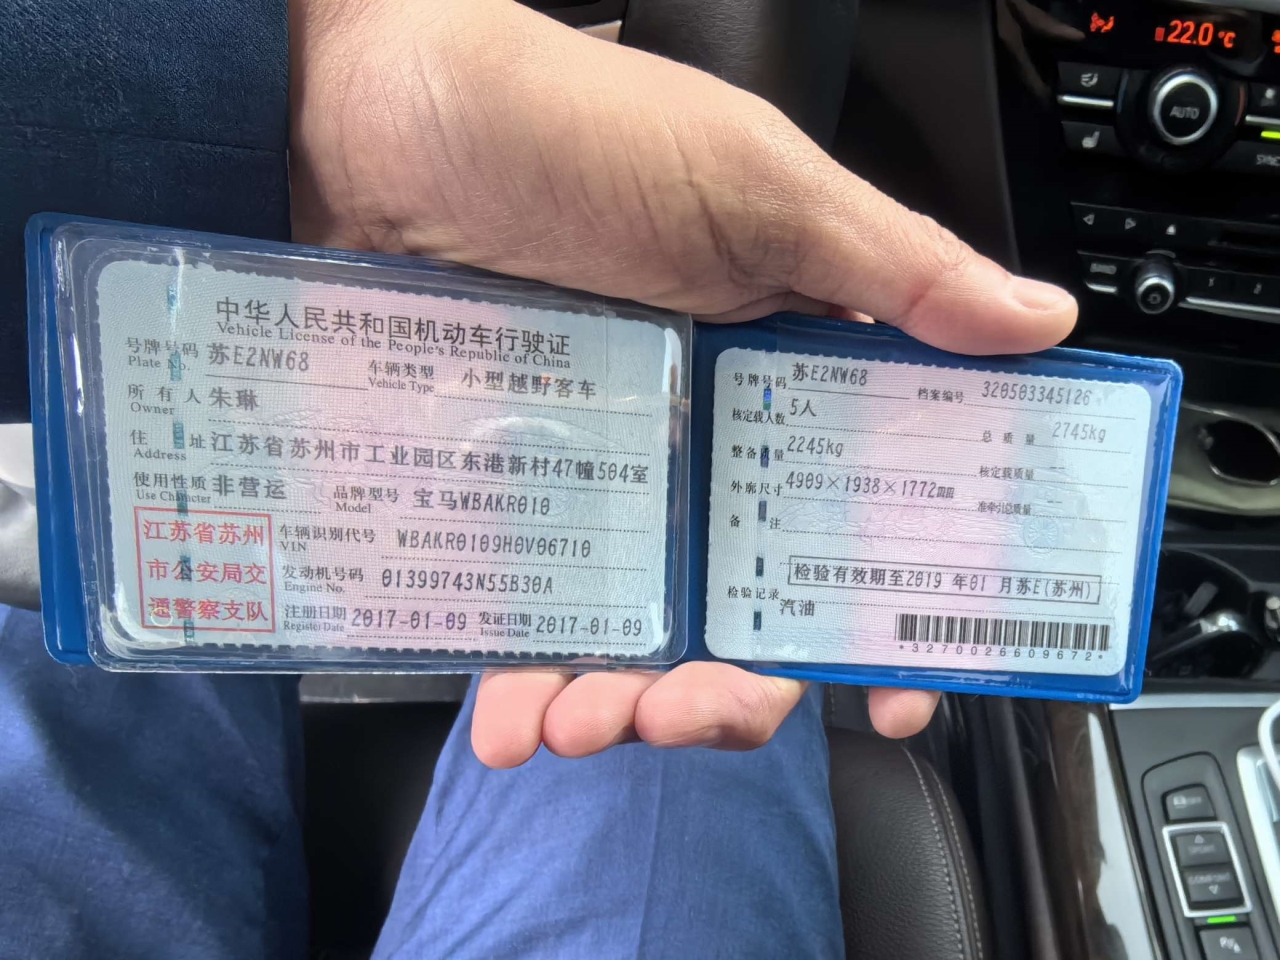 中华人民共和国机动车行驶证
Vehicle License of the People's Republic of China
号牌号码 苏E2NW68 车辆类型 小型越野客车
Plate No. Vehicle Type
所有人 朱琳
Owner
住址 江苏省苏州市工业园区东港新村47幢504室
Address
使用性质 非营运 品牌型号 宝马WBAKR010
Use Character Model
江苏省苏州
市公安局交
通警察支队
车辆识别代号 WBAKR0109H0V06710
VIN
发动机号码 01399743N55B30A
Engine No.
注册日期 2017-01-09 发证日期 2017-01-09
Register Date Issue Date
号牌号码 苏E2NW68 档案编号 320503345126
核定载人数 5人 总质量 2745kg
整备质量 2245kg 核定载质量 —
外廓尺寸 4909×1938×1772 准牵引总质量 —
备注
检验有效期至2019年01月苏E(苏州)
检验记录
汽油
*3270026609672*
22.0 °C
AUTO
SYNC
BAND
SPORT
COMFORT